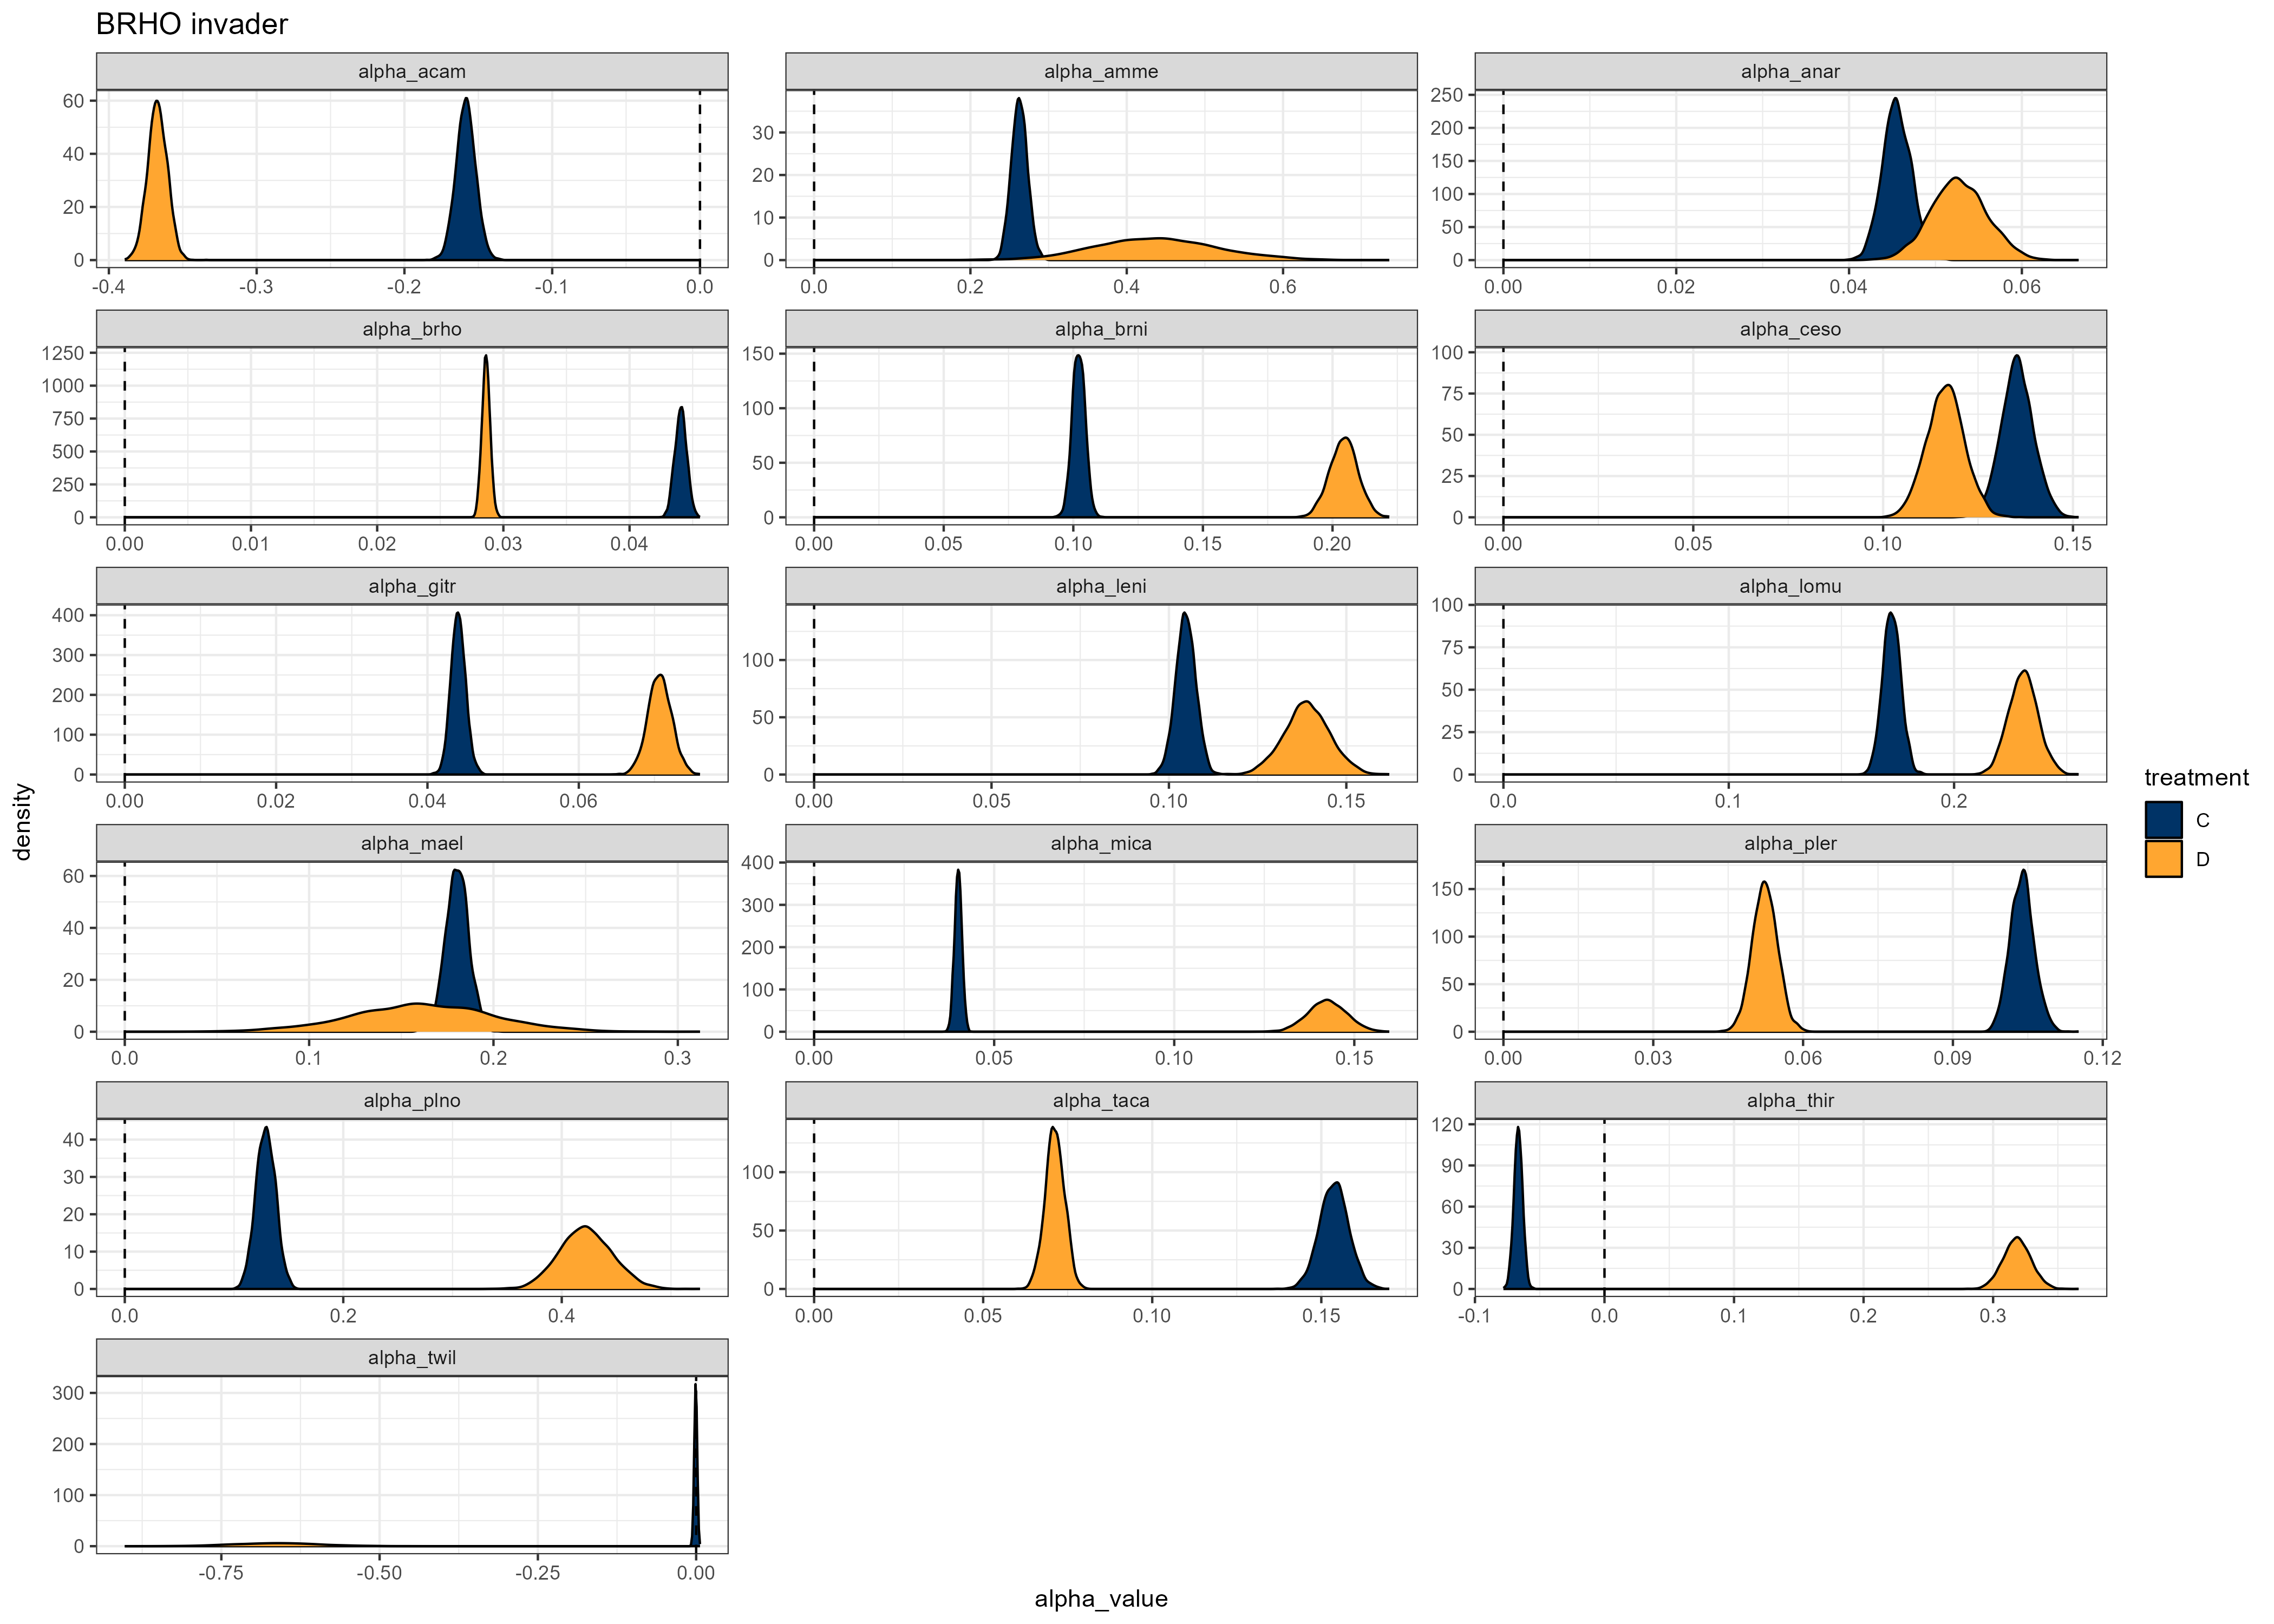 BRHO invader
alpha_acam
alpha_amme
alpha_anar
60
40
20
0
-0.4 -0.3 -0.2 -0.1 0.0
30
20
10
0
0.0 0.2 0.4 0.6
250
200
150
100
50
0
0.00 0.02 0.04 0.06
alpha_brho
alpha_brni
alpha_ceso
1250
1000
750
500
250
0
0.00 0.01 0.02 0.03 0.04
150
100
50
0
0.00 0.05 0.10 0.15 0.20
100
75
50
25
0
0.00 0.05 0.10 0.15
alpha_gitr
alpha_leni
alpha_lomu
400
300
200
100
0
0.00 0.02 0.04 0.06
100
50
0
0.00 0.05 0.10 0.15
100
75
50
25
0
0.0 0.1 0.2
alpha_mael
alpha_mica
alpha_pler
60
40
20
0
0.0 0.1 0.2 0.3
400
300
200
100
0
0.00 0.05 0.10 0.15
150
100
50
0
0.00 0.03 0.06 0.09 0.12
alpha_plno
alpha_taca
alpha_thir
40
30
20
10
0
0.0 0.2 0.4
100
50
0
0.00 0.05 0.10 0.15
120
90
60
30
0
-0.1 0.0 0.1 0.2 0.3
alpha_twil
300
200
100
0
-0.75 -0.50 -0.25 0.00
density
alpha_value
treatment
C
D